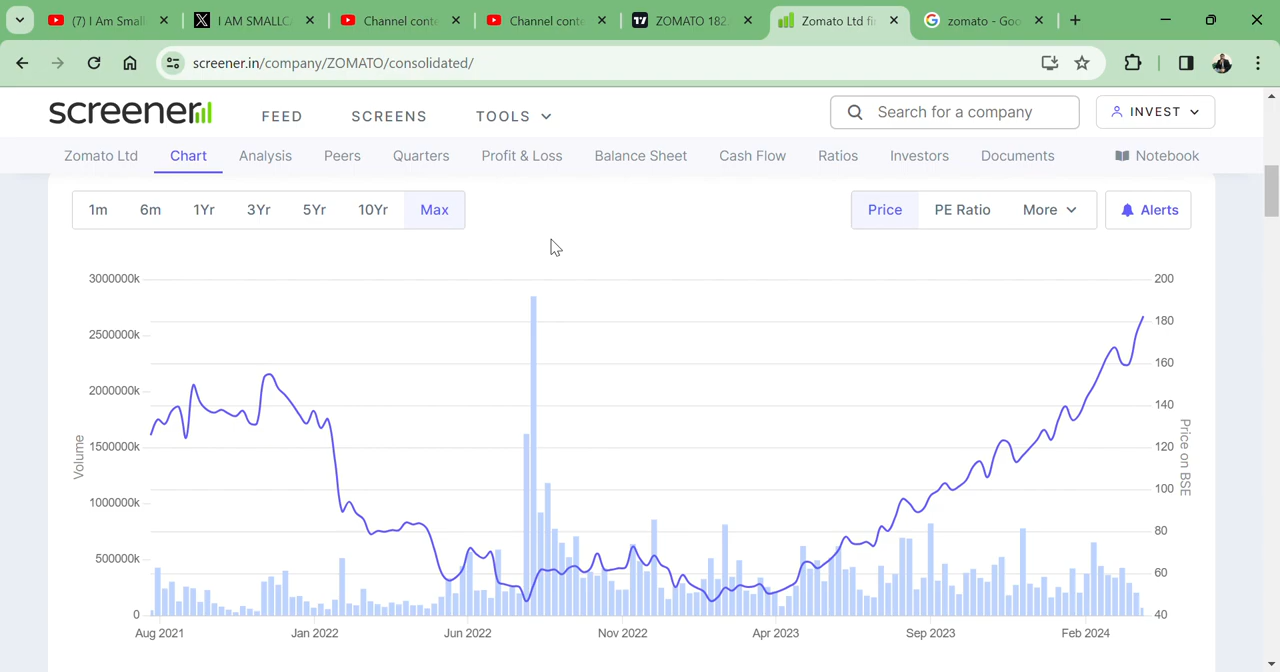 (7) I Am Small
I AM SMALLC
Channel conte
Channel conte
ZOMATO 182.
Zomato Ltd fi
zomato - Goo
screener.in/company/ZOMATO/consolidated/
screener
FEED
SCREENS
TOOLS
Search for a company
INVEST
Zomato Ltd
Chart
Analysis
Peers
Quarters
Profit & Loss
Balance Sheet
Cash Flow
Ratios
Investors
Documents
Notebook
1m
6m
1Yr
3Yr
5Yr
10Yr
Max
Price
PE Ratio
More
Alerts
3000000k
2500000k
2000000k
1500000k
1000000k
500000k
0
Volume
200
180
160
140
120
100
80
60
40
Price on BSE
Aug 2021
Jan 2022
Jun 2022
Nov 2022
Apr 2023
Sep 2023
Feb 2024